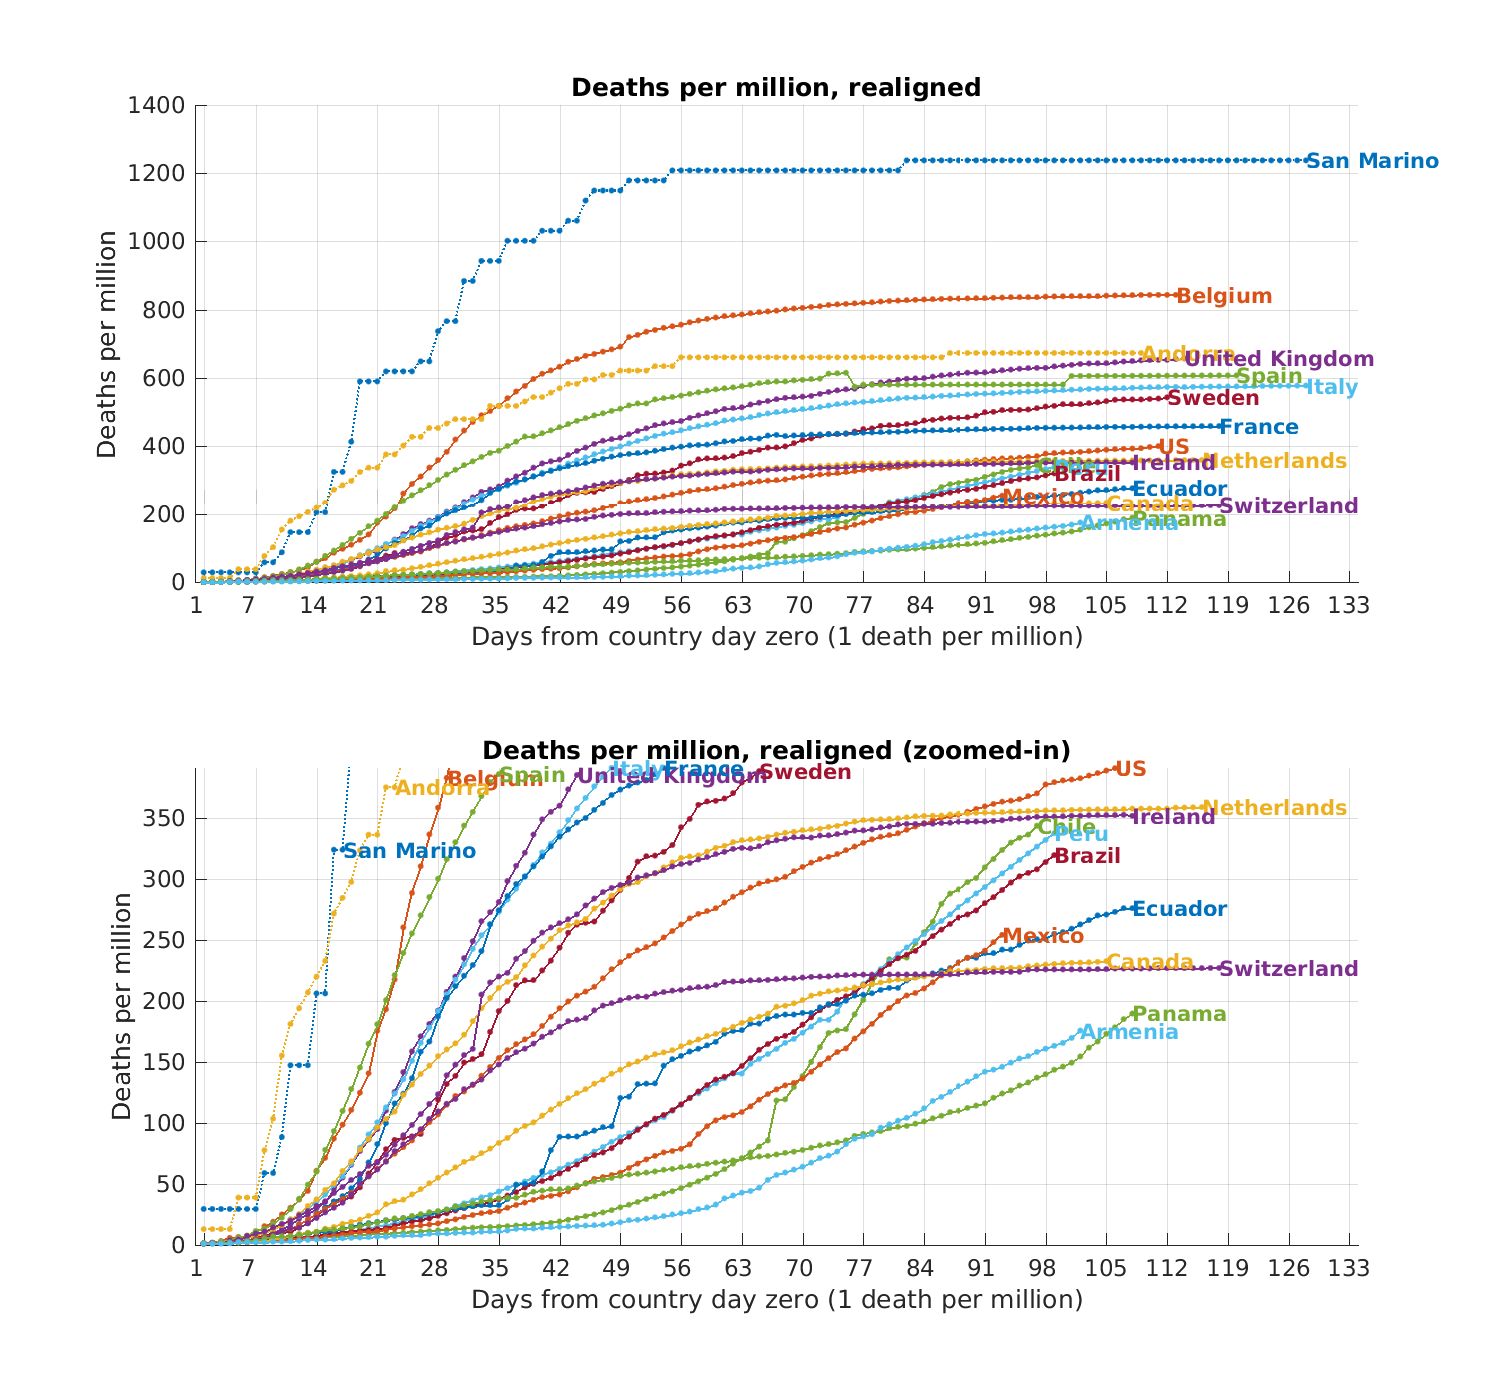 Deaths per million, realigned
1400
1200
1000
800
600
400
200
0
Deaths per million
San Marino
Belgium
Andorra
United Kingdom
Spain
Italy
Sweden
France
US
Netherlands
Ireland
Chile
Peru
Brazil
Ecuador
Mexico
Canada
Switzerland
Panama
Armenia
1 7 14 21 28 35 42 49 56 63 70 77 84 91 98 105 112 119 126 133
Days from country day zero (1 death per million)
Deaths per million, realigned (zoomed-in)
350
300
250
200
150
100
50
0
Deaths per million
Belgium
Spain
United Kingdom
Italy
France
Sweden
US
Andorra
San Marino
Netherlands
Ireland
Chile
Peru
Brazil
Ecuador
Mexico
Canada
Switzerland
Panama
Armenia
1 7 14 21 28 35 42 49 56 63 70 77 84 91 98 105 112 119 126 133
Days from country day zero (1 death per million)